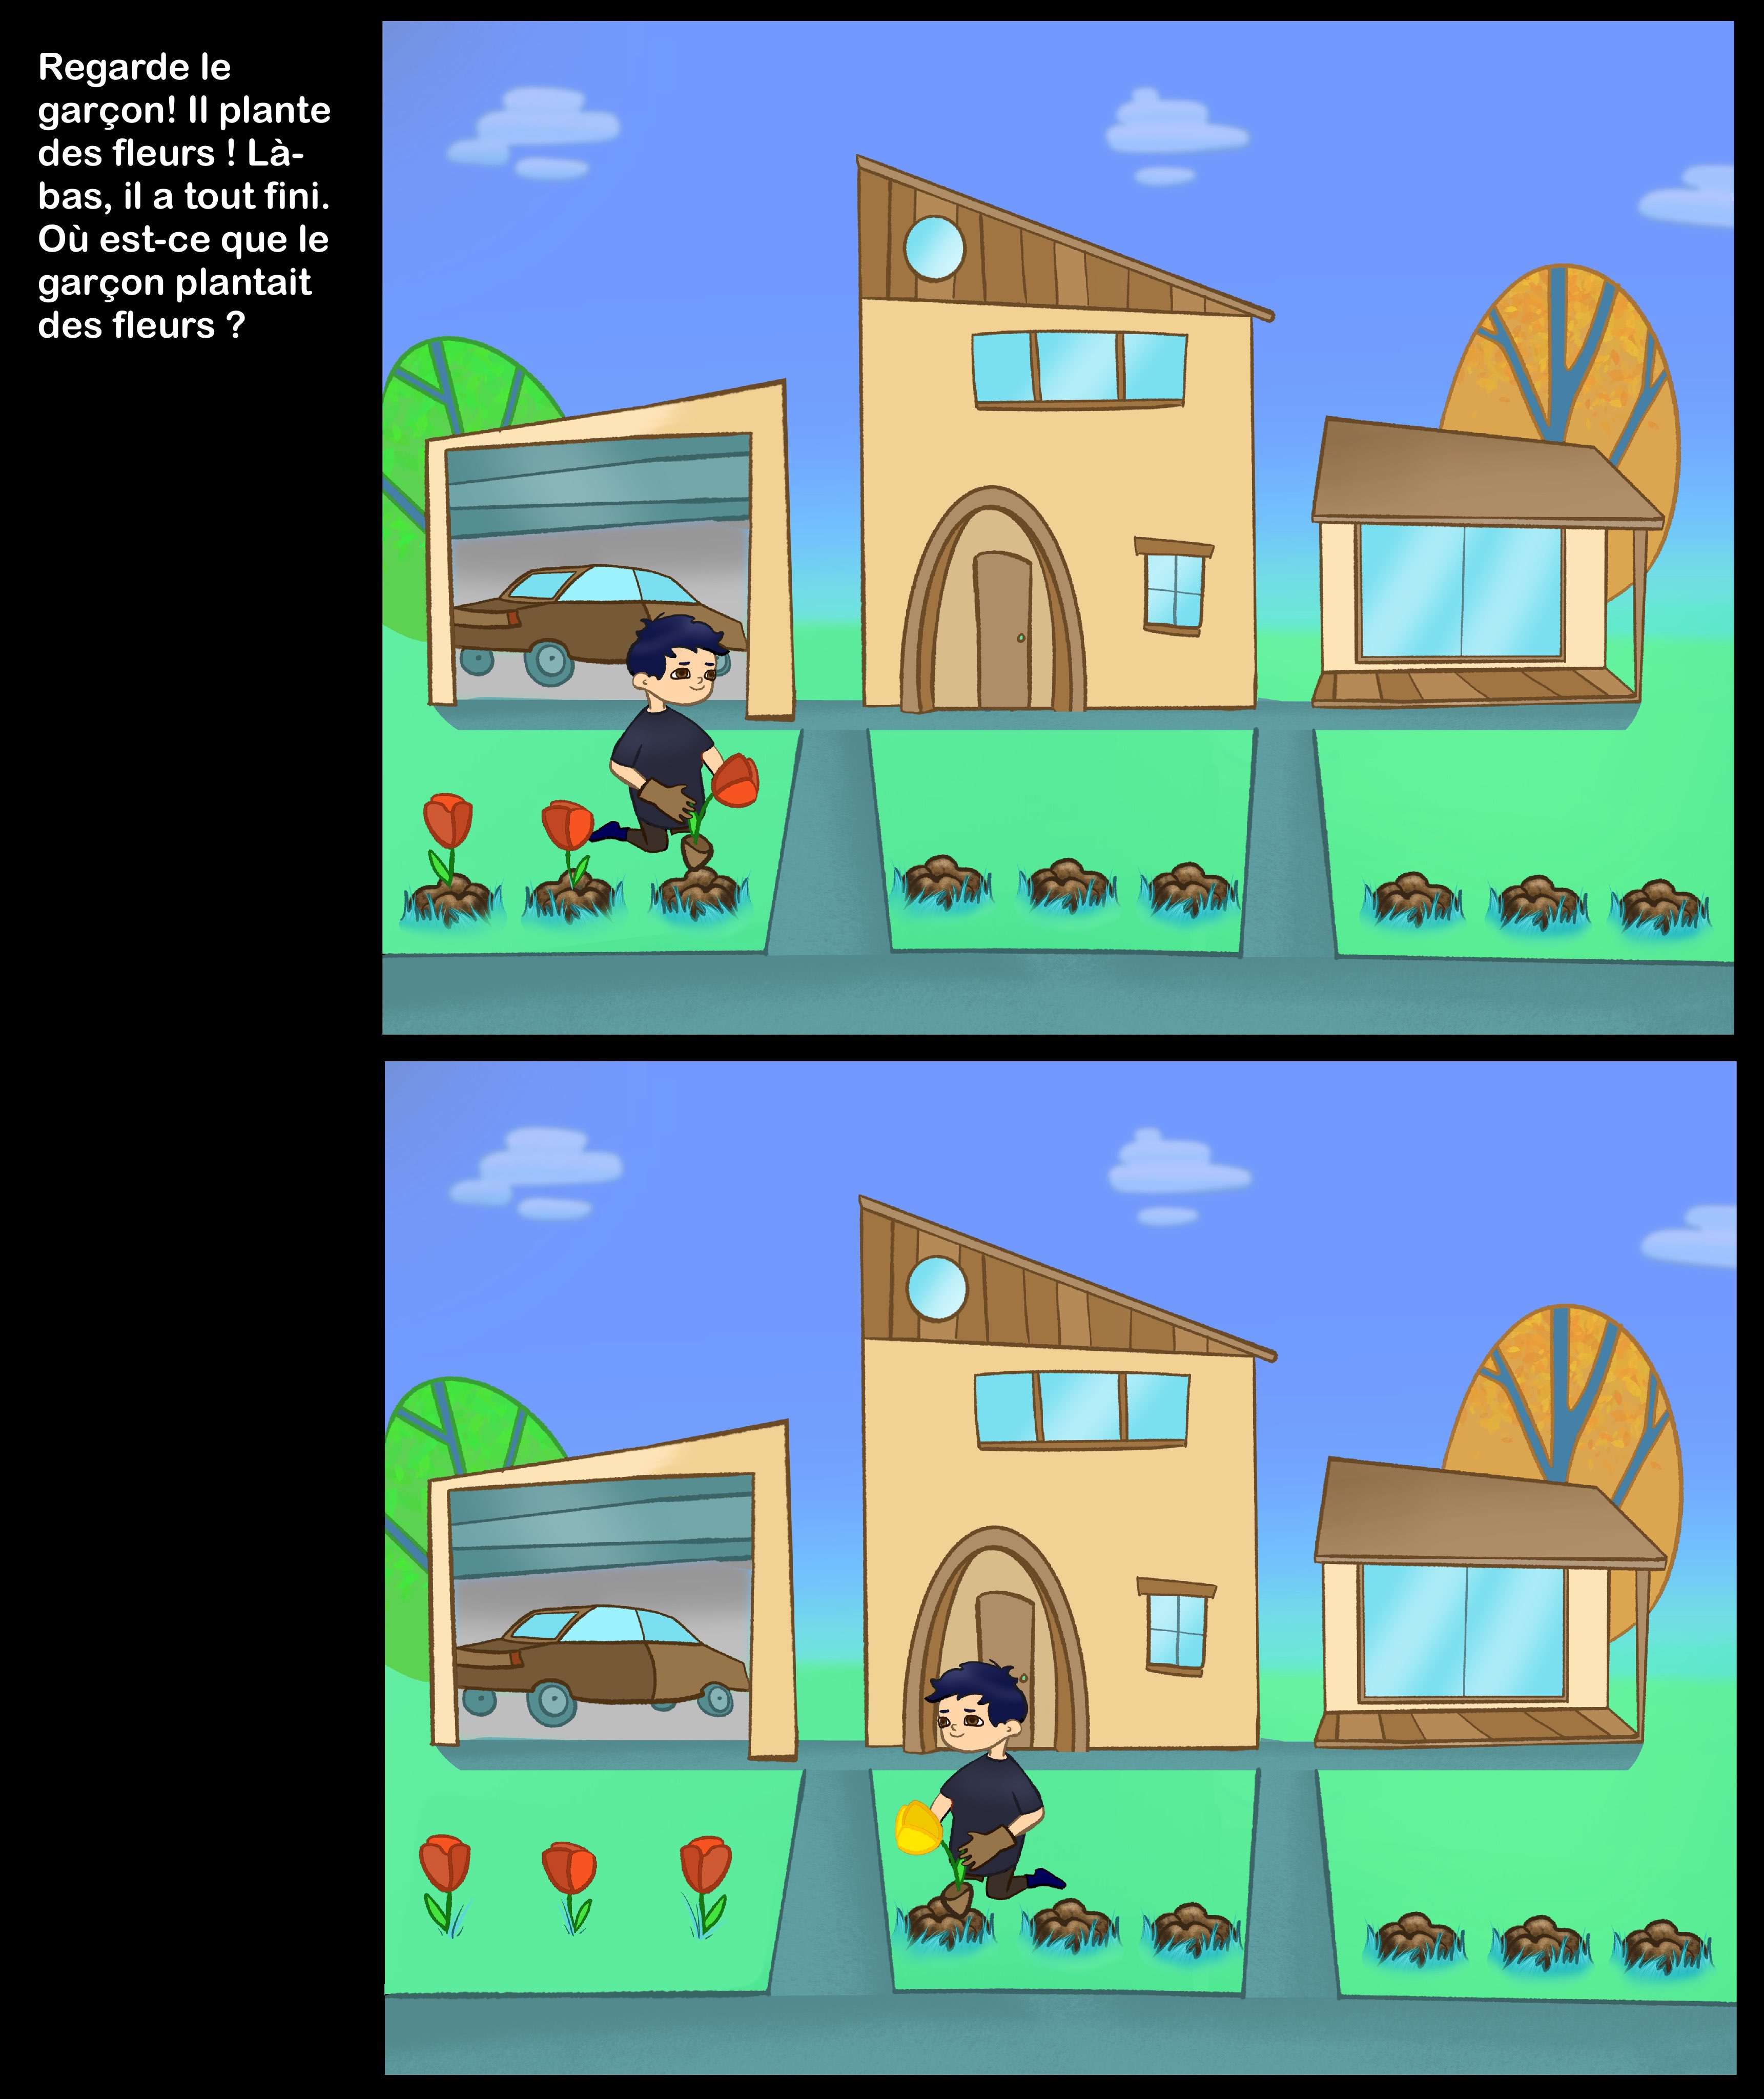 Regarde le
garçon! Il plante
des fleurs ! Là-
bas, il a tout fini.
Où est-ce que le
garçon plantait
des fleurs ?